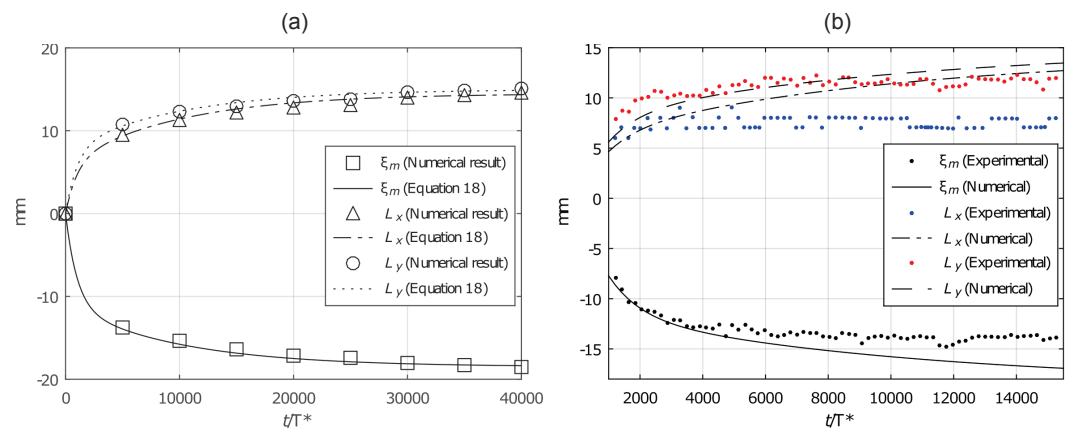 (a)
20
10
0
-10
-20
mm
0
10000
20000
30000
40000
t/T*
ξm (Numerical result)
ξm (Equation 18)
Lx (Numerical result)
Lx (Equation 18)
Ly (Numerical result)
Ly (Equation 18)
(b)
15
10
5
0
-5
-10
-15
mm
2000
4000
6000
8000
10000
12000
14000
t/T*
ξm (Experimental)
ξm (Numerical)
Lx (Experimental)
Lx (Numerical)
Ly (Experimental)
Ly (Numerical)